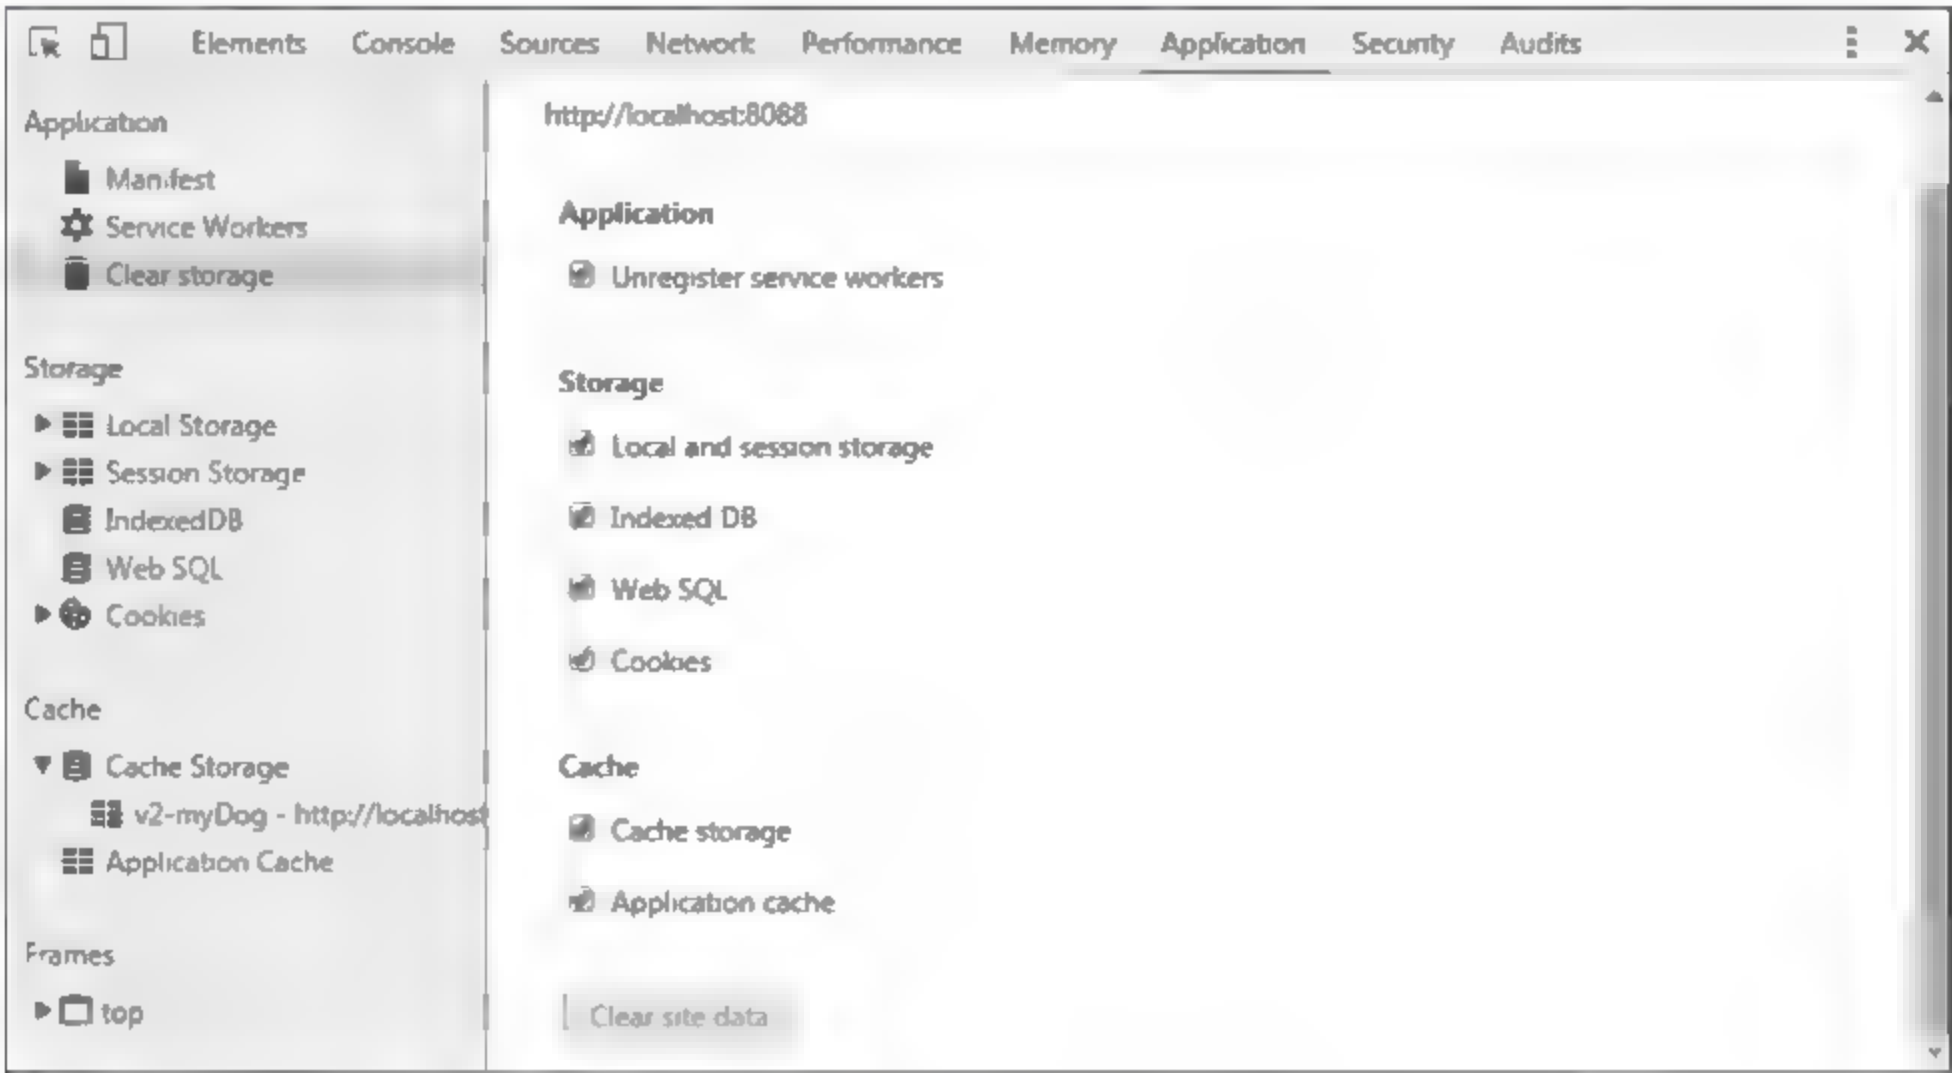 Elements Console Sources Network Performance Memory Application Security Audits
Application
Manifest
Service Workers
Clear storage
Storage
Local Storage
Session Storage
IndexedDB
Web SQL
Cookies
Cache
Cache Storage
v2-myDog - http://localhost
Application Cache
Frames
top
http://localhost:8088
Application
Unregister service workers
Storage
Local and session storage
Indexed DB
Web SQL
Cookies
Cache
Cache storage
Application cache
Clear site data